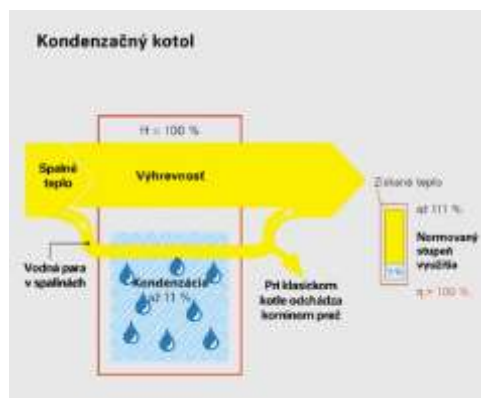 Kondenzačný kotol
H = 100 %
Spalné
teplo
Výhrevnosť
Získané teplo
až 111 %
Normovaný
stupeň
využitia
η > 100 %
Vodná para
v spalinách
Kondenzácia
až 11 %
Pri klasickom
kotle odchádza
komínom preč